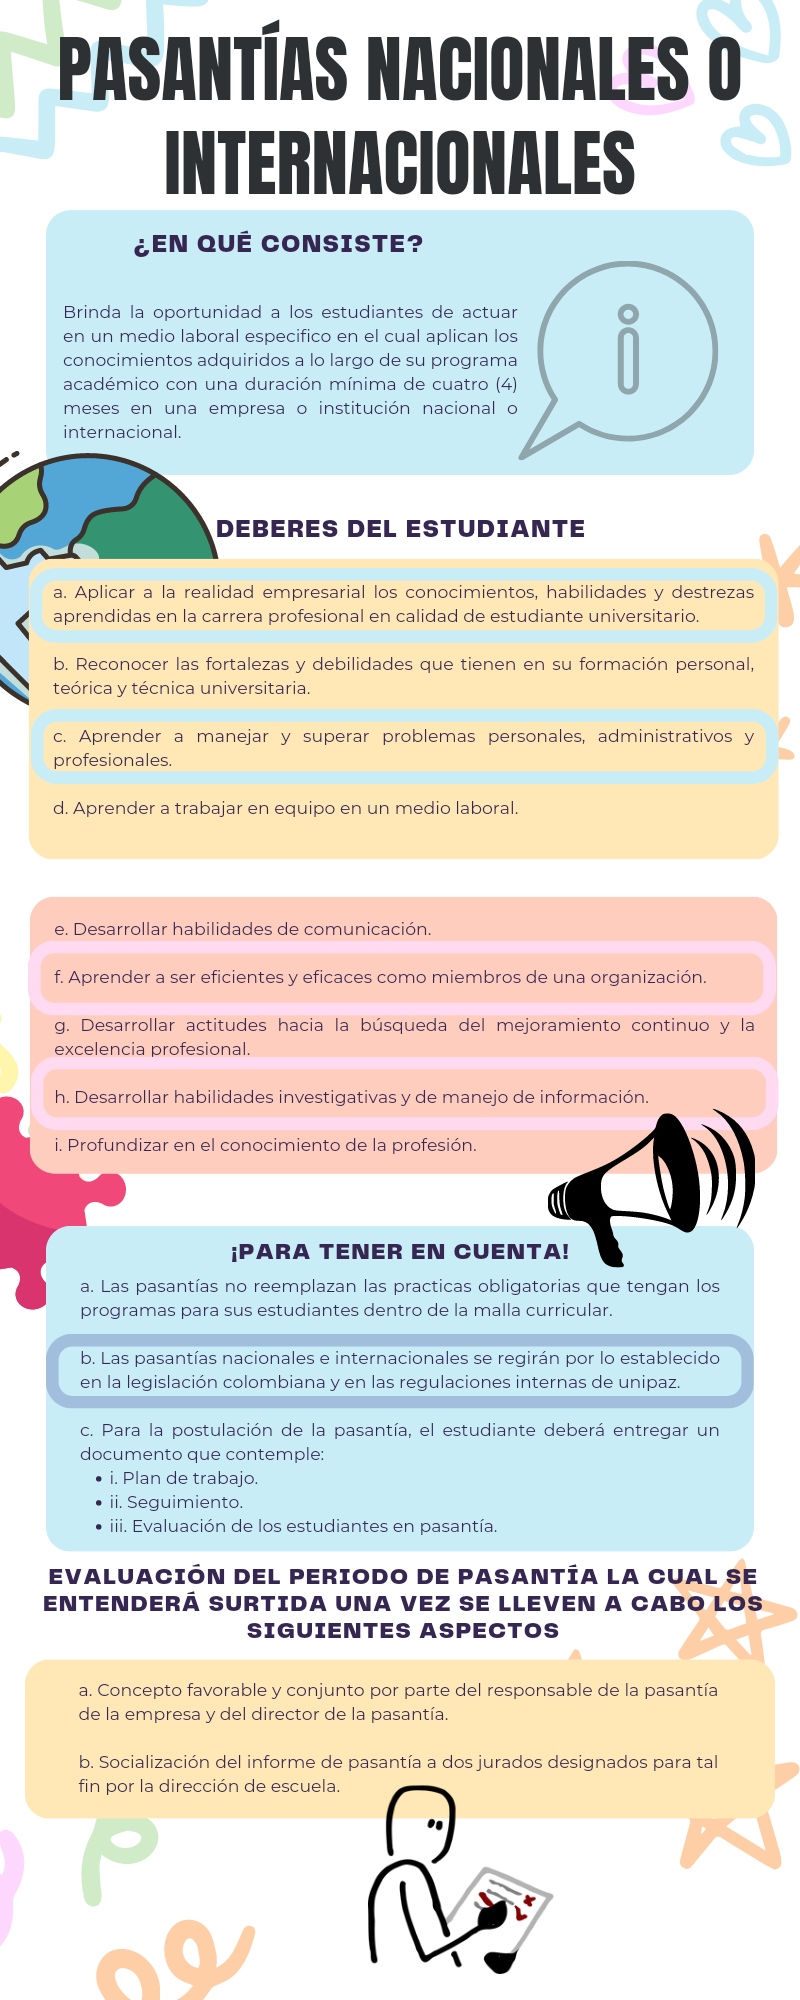 PASANTÍAS NACIONALES O
INTERNACIONALES
¿EN QUÉ CONSISTE?
Brinda la oportunidad a los estudiantes de actuar
en un medio laboral especifico en el cual aplican los
conocimientos adquiridos a lo largo de su programa
académico con una duración mínima de cuatro (4)
meses en una empresa o institución nacional o
internacional.
DEBERES DEL ESTUDIANTE
a. Aplicar a la realidad empresarial los conocimientos, habilidades y destrezas
aprendidas en la carrera profesional en calidad de estudiante universitario.
b. Reconocer las fortalezas y debilidades que tienen en su formación personal,
teórica y técnica universitaria.
c. Aprender a manejar y superar problemas personales, administrativos y
profesionales.
d. Aprender a trabajar en equipo en un medio laboral.
e. Desarrollar habilidades de comunicación.
f. Aprender a ser eficientes y eficaces como miembros de una organización.
g. Desarrollar actitudes hacia la búsqueda del mejoramiento continuo y la
excelencia profesional.
h. Desarrollar habilidades investigativas y de manejo de información.
i. Profundizar en el conocimiento de la profesión.
¡PARA TENER EN CUENTA!
a. Las pasantías no reemplazan las practicas obligatorias que tengan los
programas para sus estudiantes dentro de la malla curricular.
b. Las pasantías nacionales e internacionales se regirán por lo establecido
en la legislación colombiana y en las regulaciones internas de unipaz.
c. Para la postulación de la pasantía, el estudiante deberá entregar un
documento que contemple:
• i. Plan de trabajo.
• ii. Seguimiento.
• iii. Evaluación de los estudiantes en pasantía.
EVALUACIÓN DEL PERIODO DE PASANTÍA LA CUAL SE
ENTENDERÁ SURTIDA UNA VEZ SE LLEVEN A CABO LOS
SIGUIENTES ASPECTOS
a. Concepto favorable y conjunto por parte del responsable de la pasantía
de la empresa y del director de la pasantía.
b. Socialización del informe de pasantía a dos jurados designados para tal
fin por la dirección de escuela.